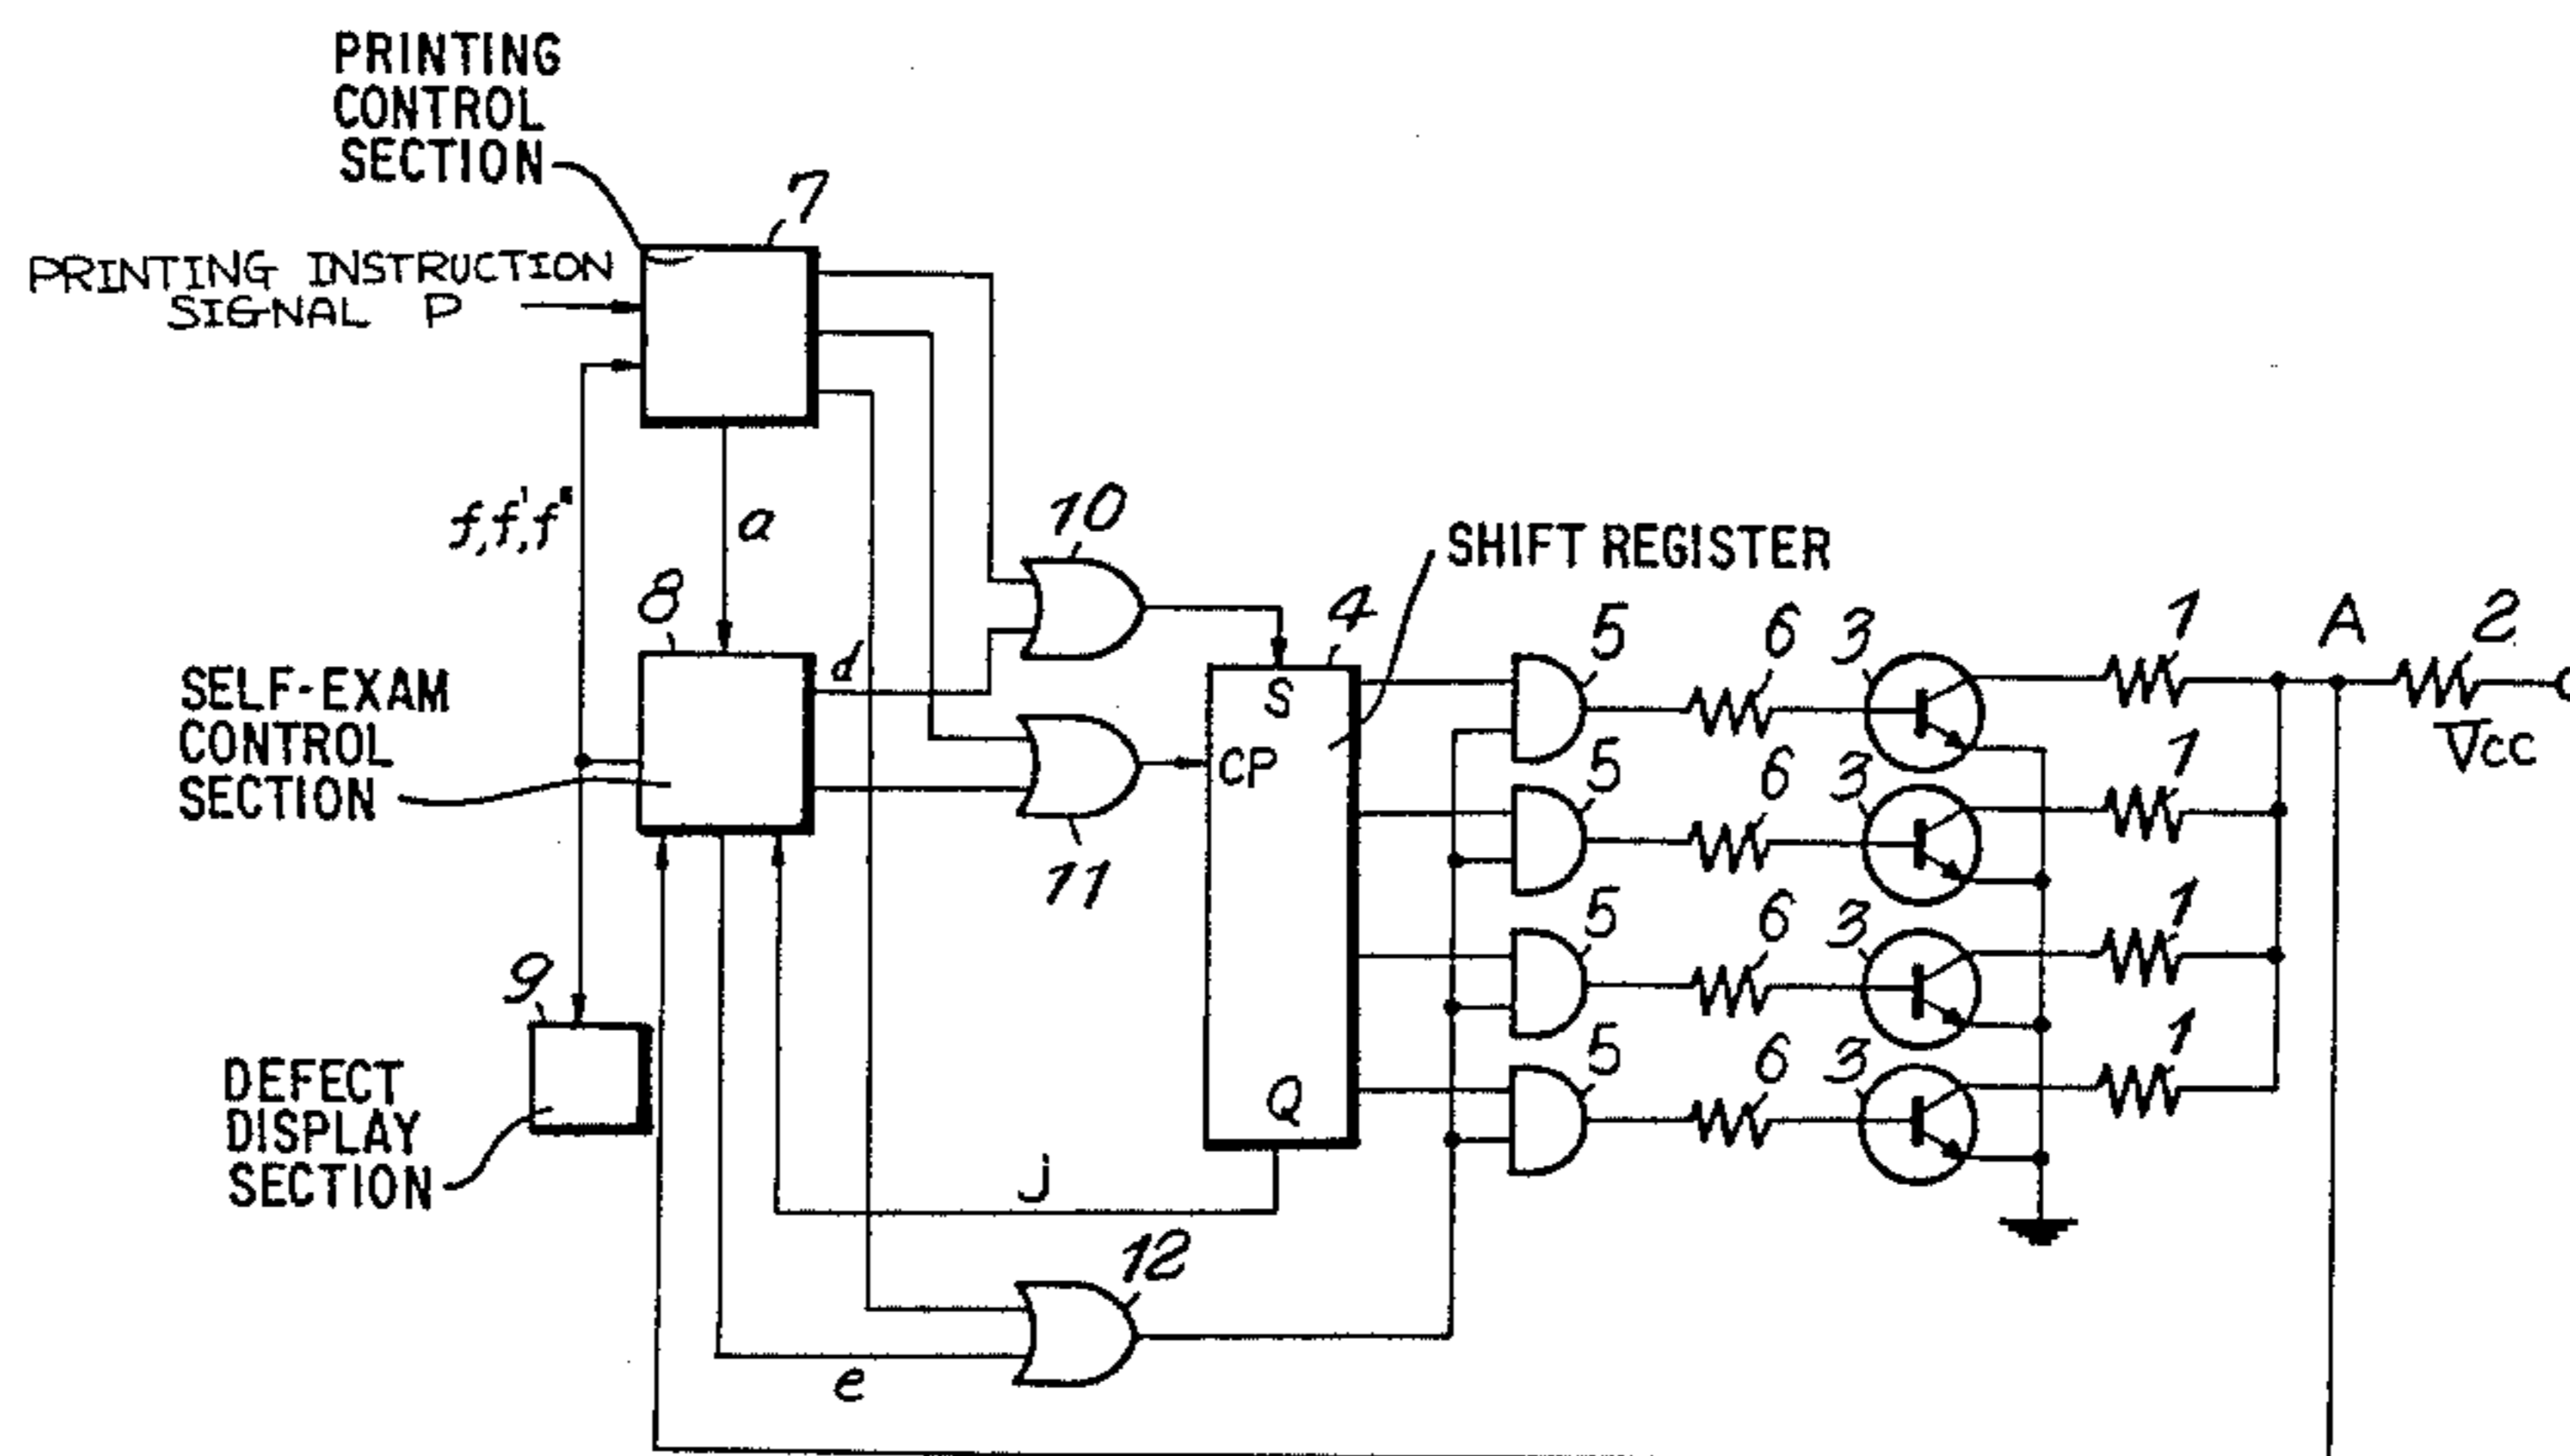 PRINTING
CONTROL
SECTION
7
PRINTING INSTRUCTION
SIGNAL P
f,f',f"
a
10
SHIFT REGISTER
8
d
4
5
6
3
1
A
2
SELF-EXAM
CONTROL
SECTION
S
CP
Vcc
5
6
3
1
11
5
6
3
1
9
DEFECT
DISPLAY
SECTION
Q
5
6
3
1
J
12
e